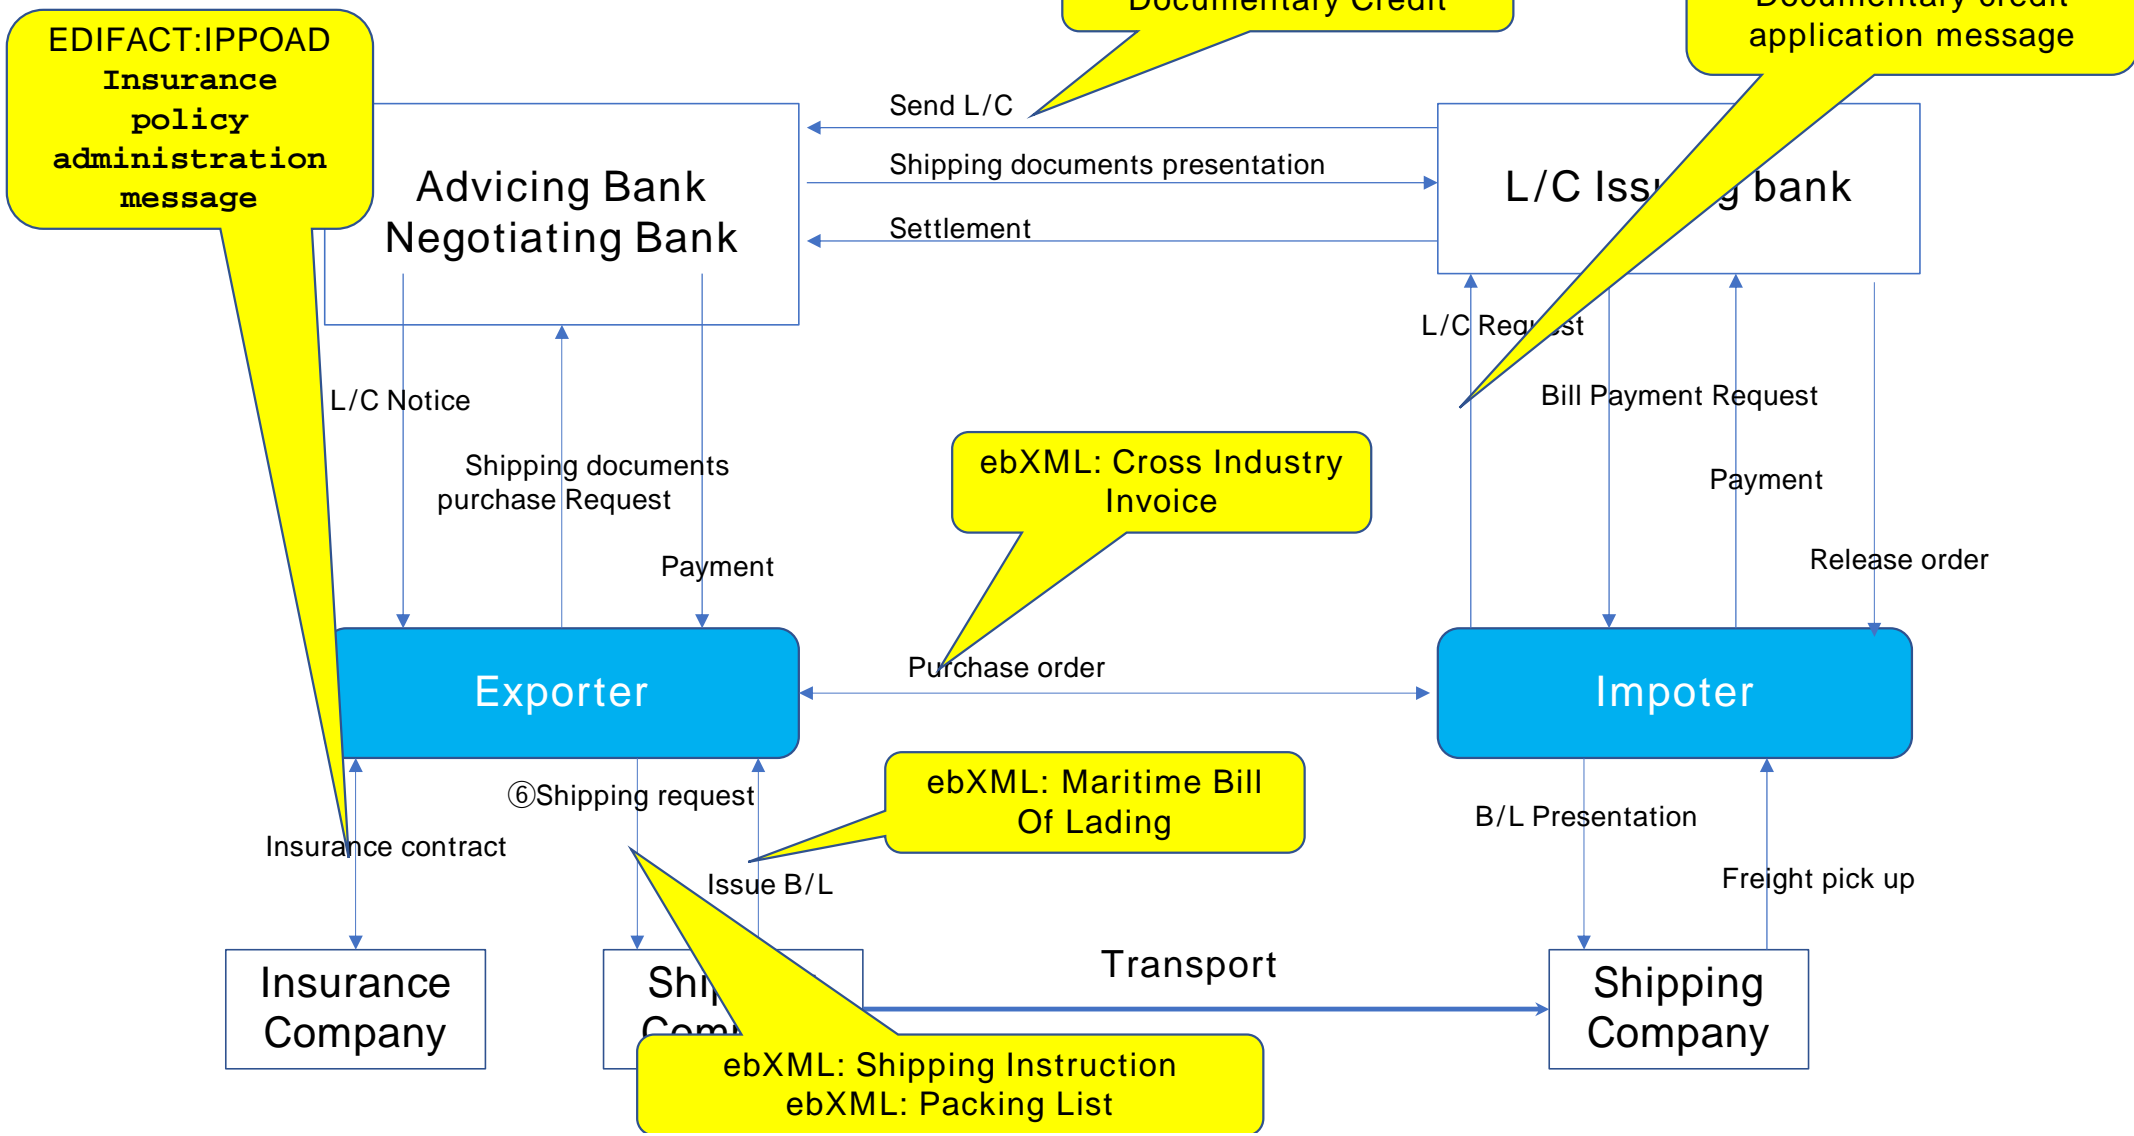 Documentary Credit
Documentary credit
application message
EDIFACT:IPPOAD
Insurance
policy
administration
message
Send L/C
Shipping documents presentation
Settlement
Advicing Bank
Negotiating Bank
L/C Iss g bank
L/C Request
L/C Notice
Bill Payment Request
Shipping documents
purchase Request
ebXML: Cross Industry
Invoice
Payment
Payment
Release order
Purchase order
Exporter
Impoter
⑥Shipping request
ebXML: Maritime Bill
Of Lading
B/L Presentation
Insurance contract
Issue B/L
Freight pick up
Insurance
Company
Transport
Shipping
Company
ebXML: Shipping Instruction
ebXML: Packing List